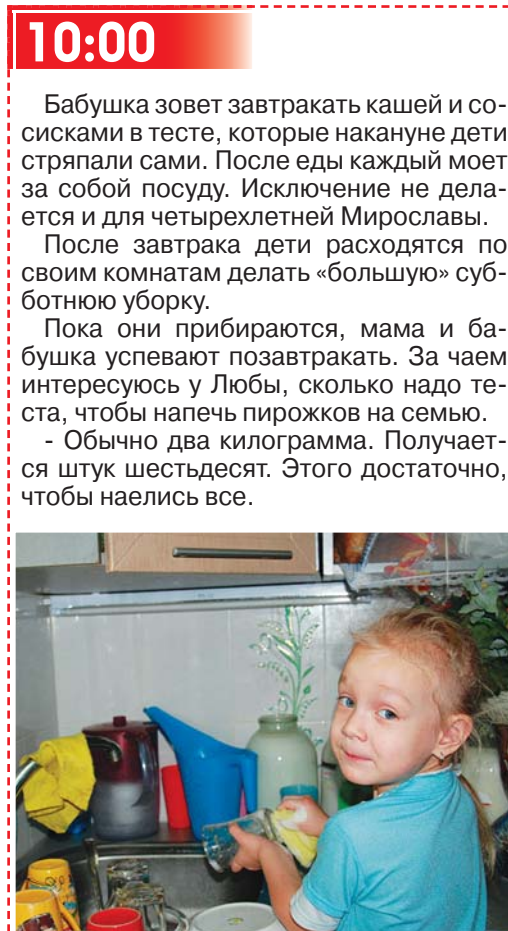 10:00
Бабушка зовет завтракать кашей и со-
сисками в тесте, которые накануне дети
стряпали сами. После еды каждый моет
за собой посуду. Исключение не дела-
ется и для четырехлетней Мирославы.
После завтрака дети расходятся по
своим комнатам делать «большую» суб-
ботнюю уборку.
Пока они прибираются, мама и ба-
бушка успевают позавтракать. За чаем
интересуюсь у Любы, сколько надо те-
ста, чтобы напечь пирожков на семью.
- Обычно два килограмма. Получает-
ся штук шестьдесят. Этого достаточно,
чтобы наелись все.